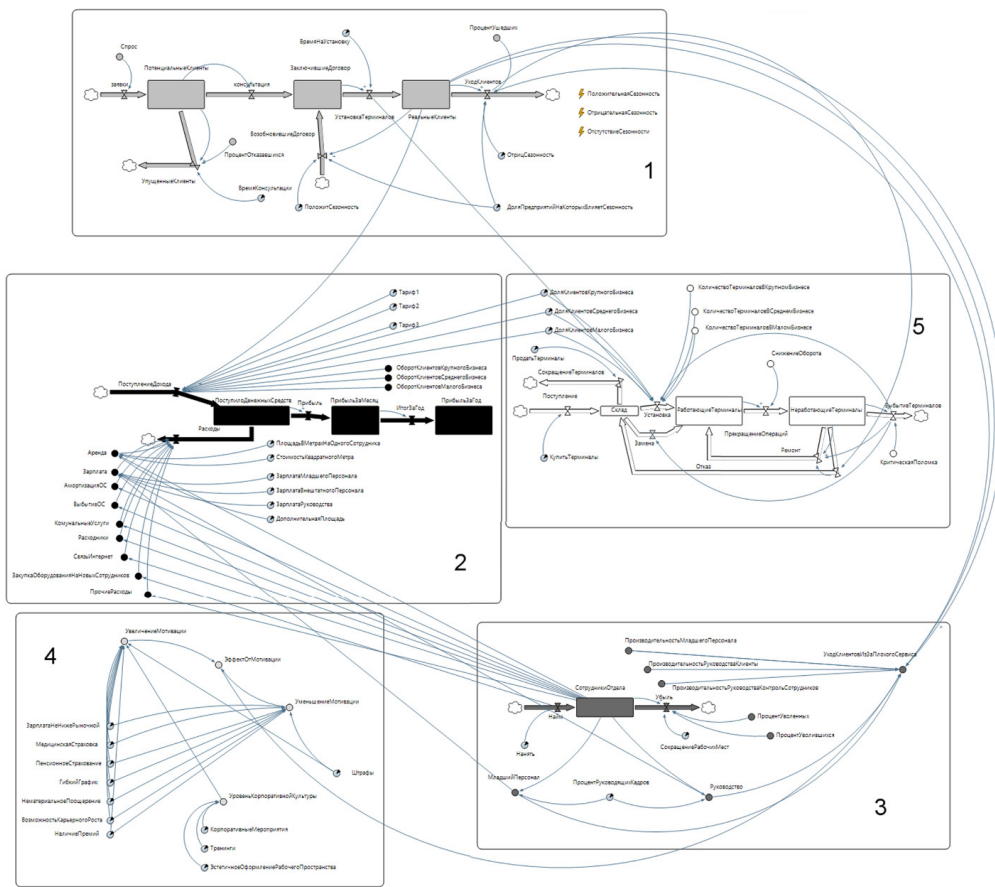 ПроцентУшедших
ВремяНаУстановку
Спрос
ПотенциальныеКлиенты
ЗаключившиеДоговор
заявки
консультация
УходКлиентов
ПоложительнаяСезонность
ОтрицательнаяСезонность
ОтстутствиеСезонности
УстановкаТерминалов
РеальныеКлиенты
ВозобновившиеДоговор
ПроцентОтказавшихся
ОтрицСезонность
1
УпущенныеКлиенты
ВремяКонсультации
ПоложитСезонность
ДоляПредприятийНаКоторыхВлияетСезонность
Тариф1
Тариф2
Тариф3
ПоступлениеДохода
ОборотКлиентовКрупногоБизнеса
ОборотКлиентовСреднегоБизнеса
ОборотКлиентовМалогоБизнеса
ПоступилоДенежныхСредств
Прибыль
ПрибыльЗаМесяц
ИтогЗаГод
ПрибыльЗаГод
Расходы
Аренда
ПлощадьВМетрахНаОдногоСотрудника
СтоимостьКвадратногоМетра
Зарплата
ЗарплатаМладшегоПерсонала
АмортизацияОС
ЗарплатаВнештатногоПерсонала
ВыбытиеОС
ЗарплатаРуководства
ДополнительнаяПлощадь
КомунальныеУслуги
Расходники
СвязьИнтернет
2
ЗакупкаОборудованияНаНовыхСотрудников
ПрочиеРасходы
ДоляКлиентовКрупногоБизнеса
КоличествоТерминаловВКрупномБизнесе
ДоляКлиентовСреднегоБизнеса
КоличествоТерминаловВСреднемБизнесе
ДоляКлиентовМалогоБизнеса
КоличествоТерминаловВМаломБизнесе
5
ПродатьТерминалы
СнижениеОборота
СокращениеТерминалов
Поступление
Склад
Установка
РаботающиеТерминалы
НеработающиеТерминалы
ВыбытиеТерминалов
ПрекращениеОпераций
Замена
Ремонт
КупитьТерминалы
Отказ
КритическаяПоломка
4
УвеличениеМотивации
ЭффектОтМотивации
УменьшениеМотивации
ЗарплатаНеНижеРыночной
МедицинскаяСтраховка
ПенсионноеСтрахование
ГибкийГрафик
Штрафы
НематериальноеПоощрение
УровеньКорпоративнойКультуры
ВозможностьКарьерногоРоста
НаличиеПремий
КорпоративныеМероприятия
Тренинги
ЭстетичноеОформлениеРабочегоПространства
ПроизводительностьМладшегоПерсонала
УходКлиентовИзЗаПлохогоСервиса
ПроизводительностьРуководстваКлиенты
ПроизводительностьРуководстваКонтрольСотрудников
СотрудникиОтдела
Убыль
Найм
ПроцентУволенных
ПроцентУволившихся
Нанять
СокращениеРабочихМест
МладшийПерсонал
ПроцентРуководящихКадров
Руководство
3